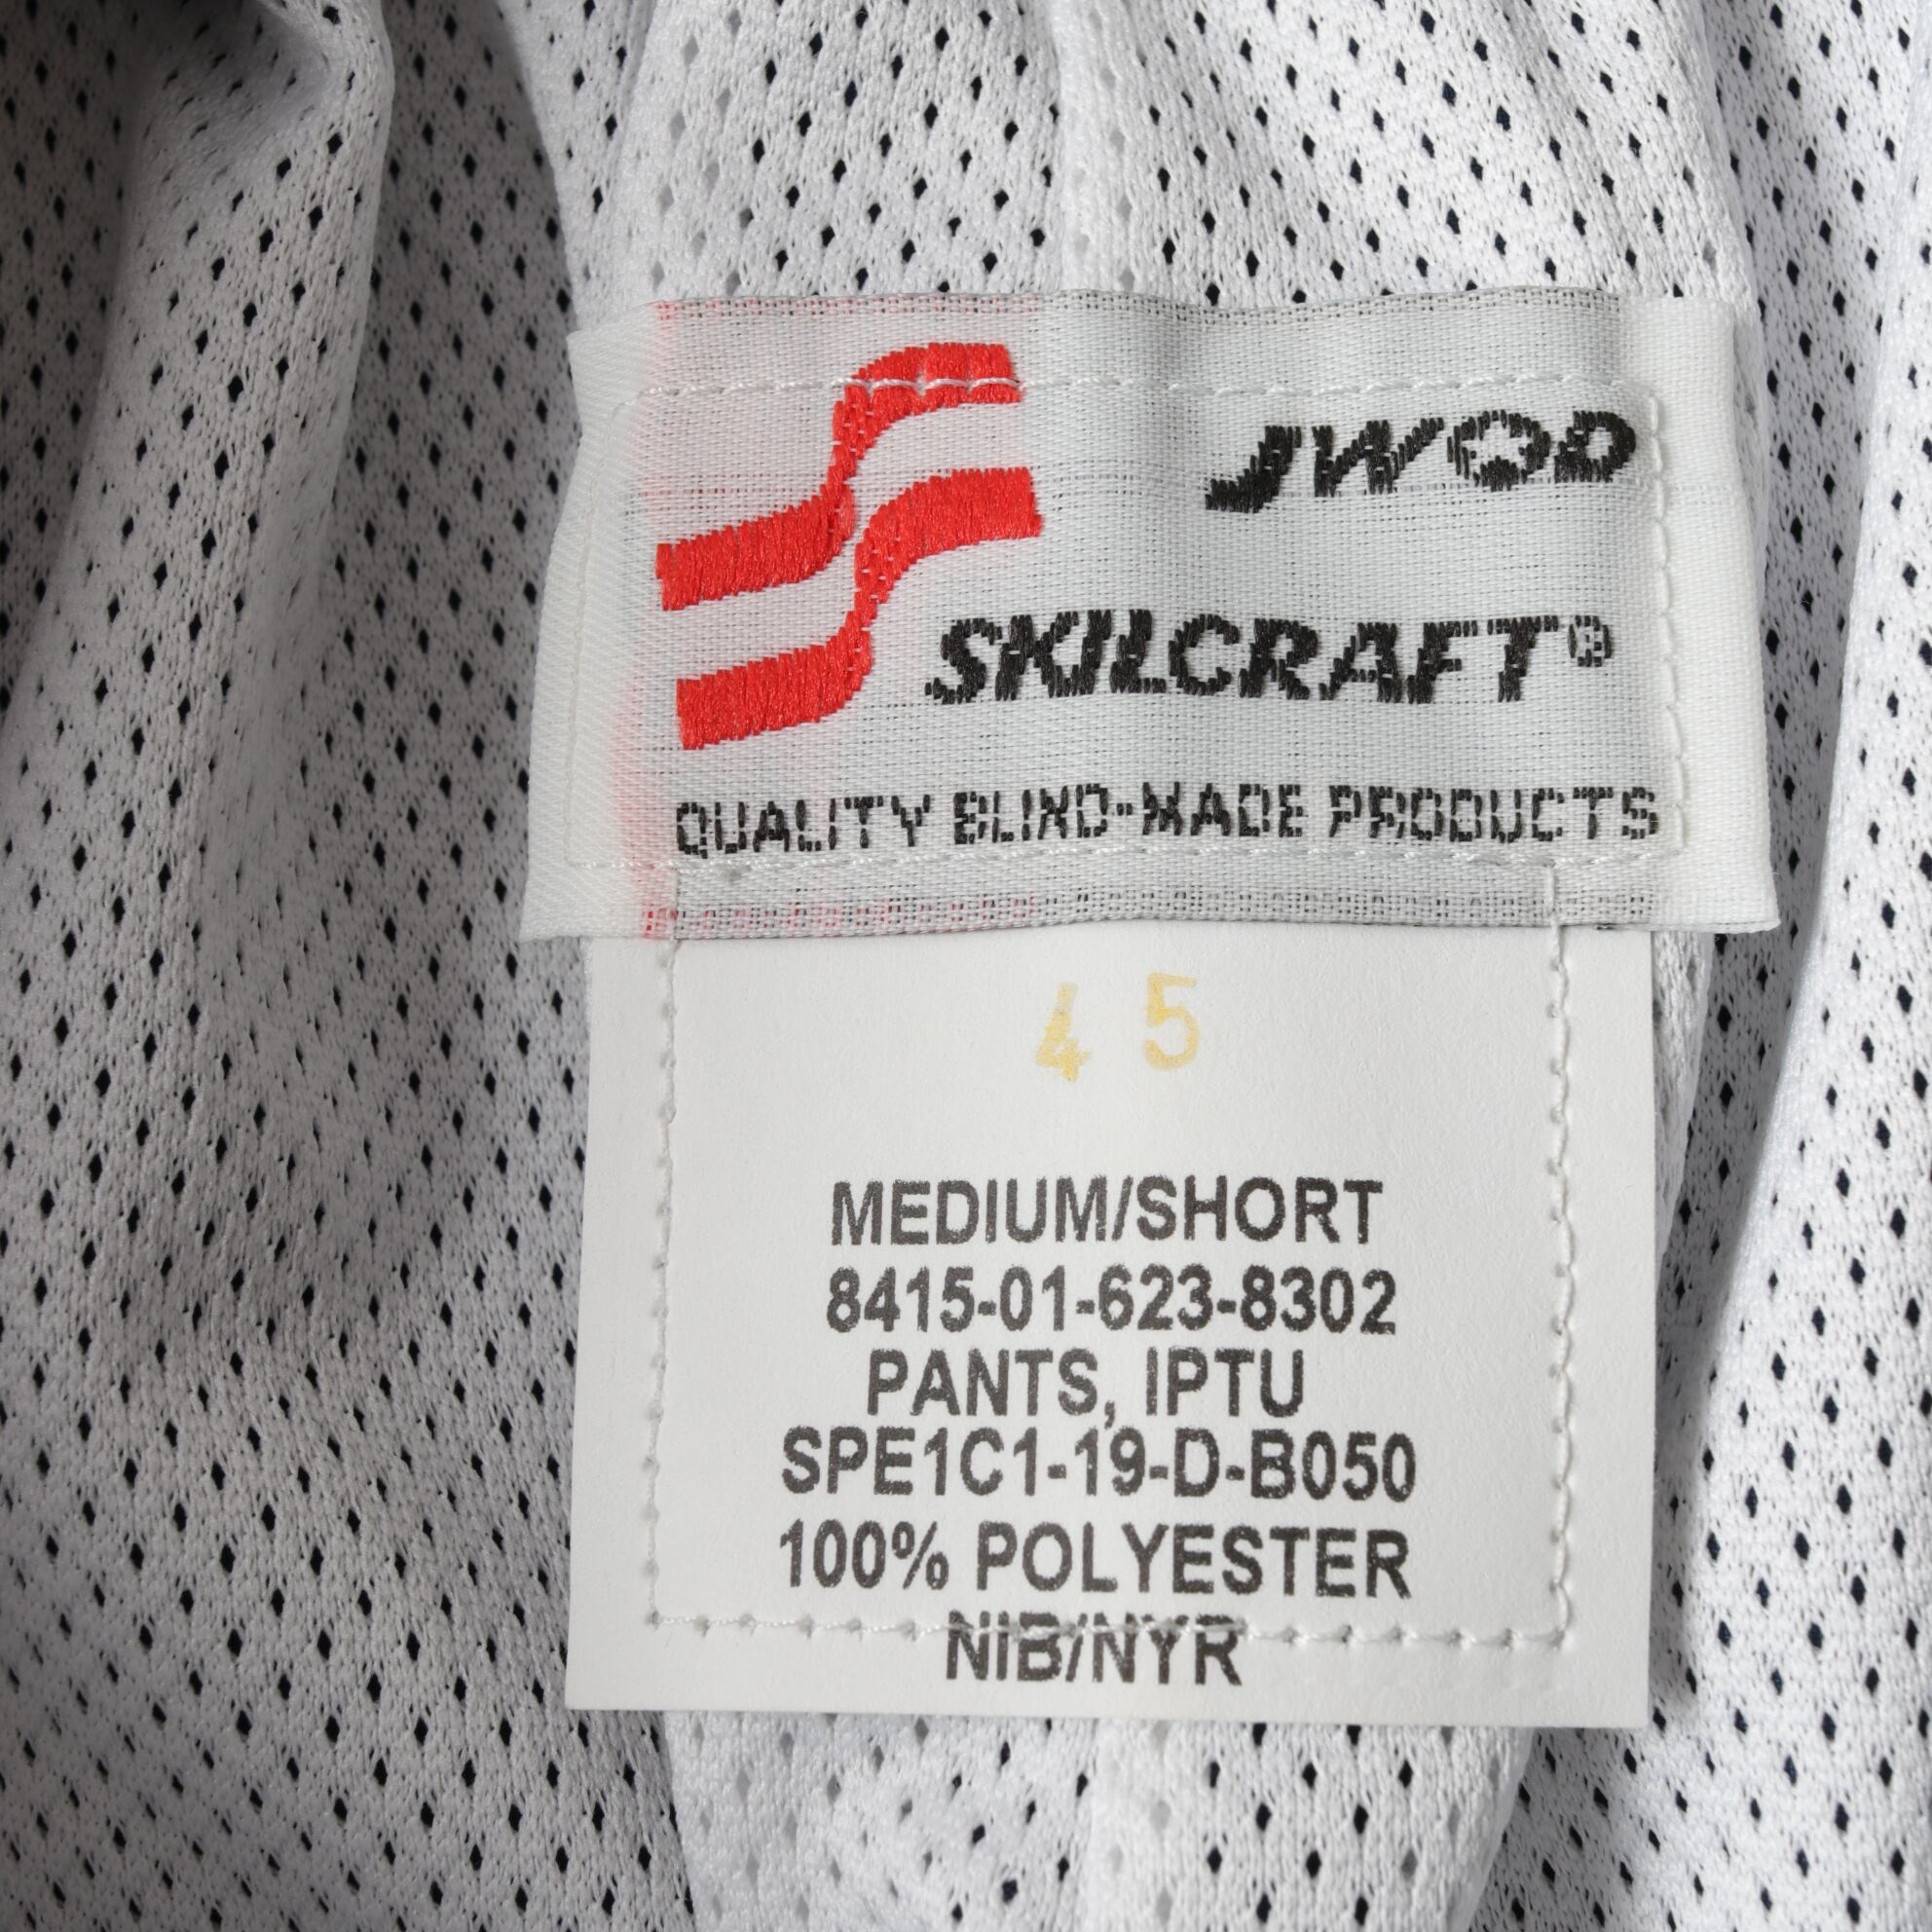 JWOD
SKILCRAFT®
QUALITY BLIND-MADE PRODUCTS
45
MEDIUM/SHORT
8415-01-623-8302
PANTS, IPTU
SPE1C1-19-D-B050
100% POLYESTER
NIB/NYR